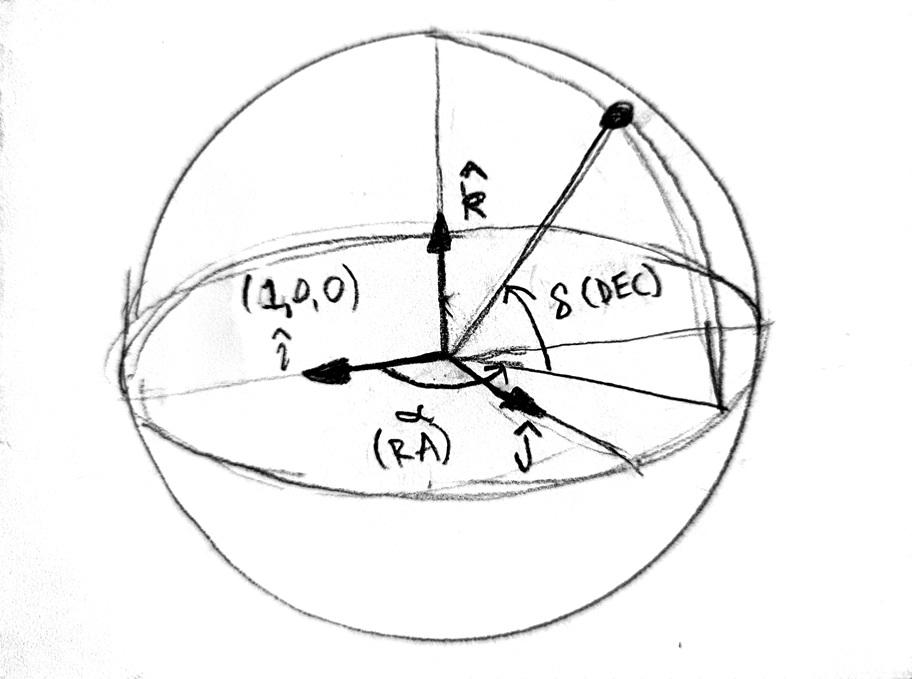 k̂
(1,0,0)
î
δ (DEC)
α
(RA)
ĵ